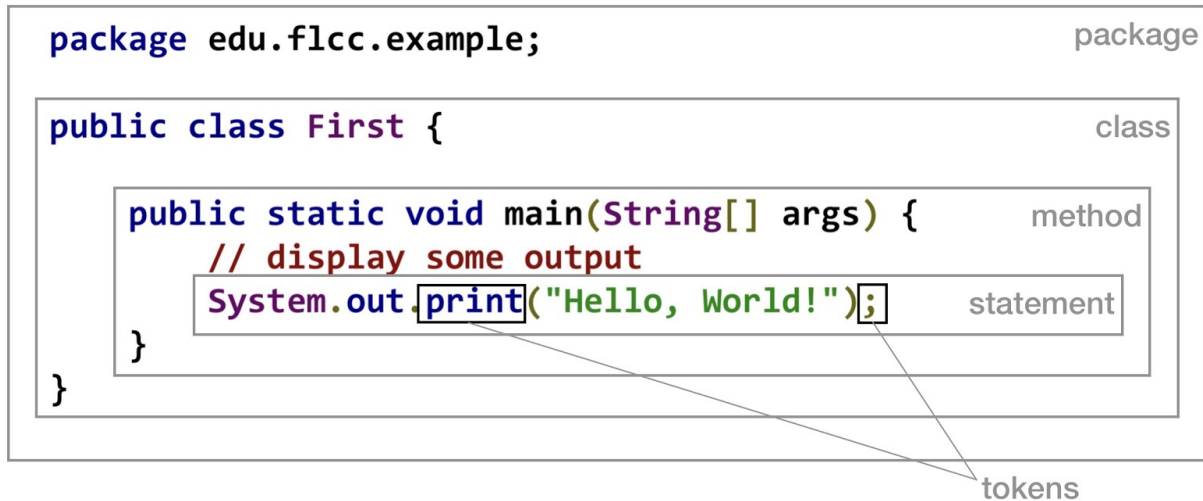 package edu.flcc.example; package
public class First { class
public static void main(String[] args) { method
// display some output
System.out.print("Hello, World!"); statement
}
}
tokens